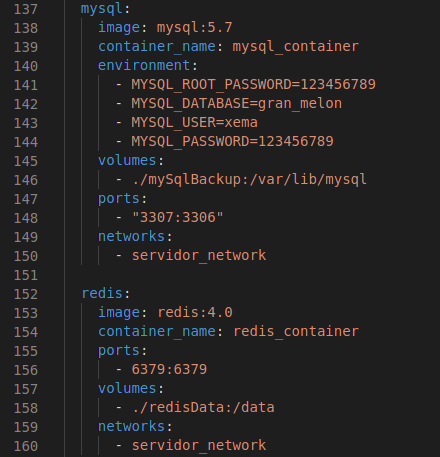 137 mysql:
138 image: mysql:5.7
139 container_name: mysql_container
140 environment:
141 - MYSQL_ROOT_PASSWORD=123456789
142 - MYSQL_DATABASE=gran_melon
143 - MYSQL_USER=xema
144 - MYSQL_PASSWORD=123456789
145 volumes:
146 - ./mySqlBackup:/var/lib/mysql
147 ports:
148 - "3307:3306"
149 networks:
150 - servidor_network
151
152 redis:
153 image: redis:4.0
154 container_name: redis_container
155 ports:
156 - 6379:6379
157 volumes:
158 - ./redisData:/data
159 networks:
160 - servidor_network